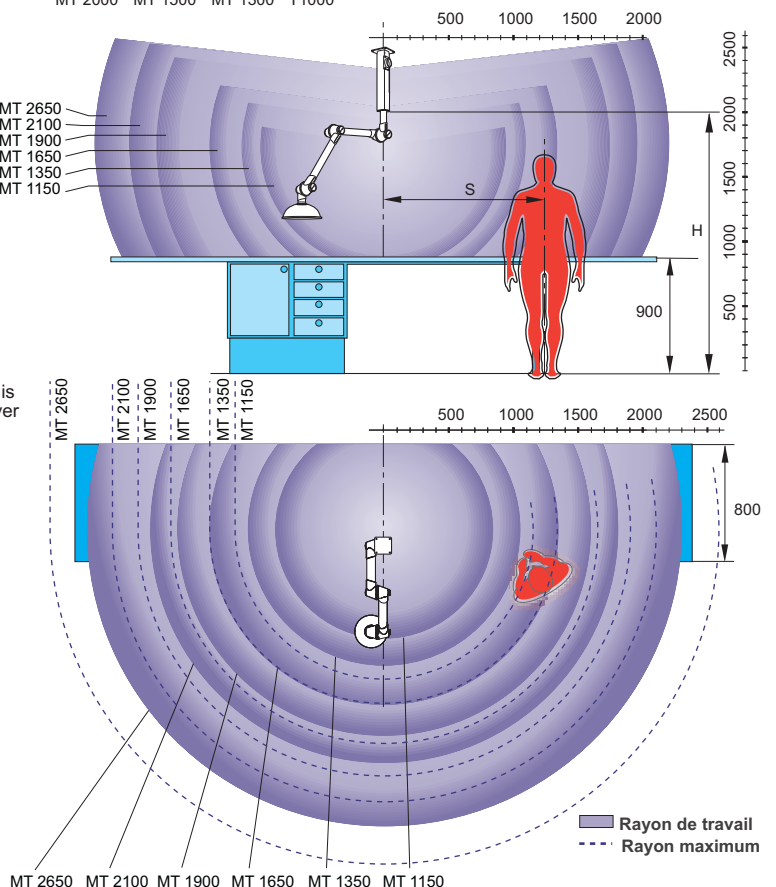 500 1000 1500 2000
2500
2000
1500
1000
500
MT 2650
MT 2100
MT 1900
MT 1650
MT 1350
MT 1150
S
H
900
is
ver
MT 2650
MT 2100
MT 1900
MT 1650
MT 1350
MT 1150
500 1000 1500 2000 2500
800
Rayon de travail
Rayon maximum
MT 2650 MT 2100 MT 1900 MT 1650 MT 1350 MT 1150